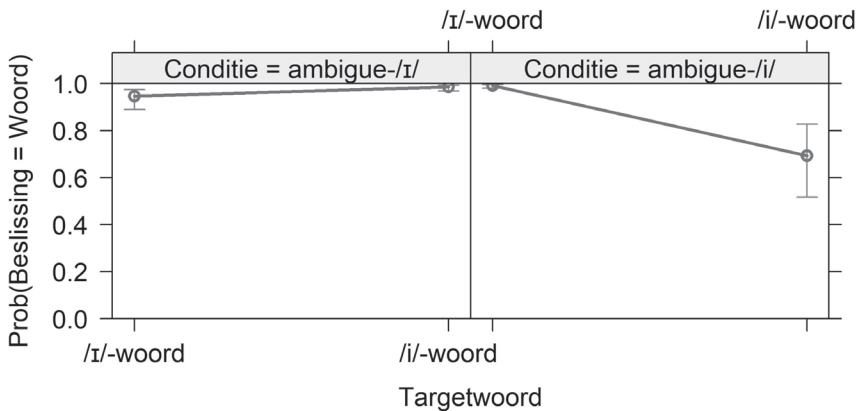 /ɪ/-woord /i/-woord
Conditie = ambigue-/ɪ/ Conditie = ambigue-/i/
Prob(Beslissing = Woord)
1.0
0.8
0.6
0.4
0.2
0.0
/ɪ/-woord /i/-woord
Targetwoord